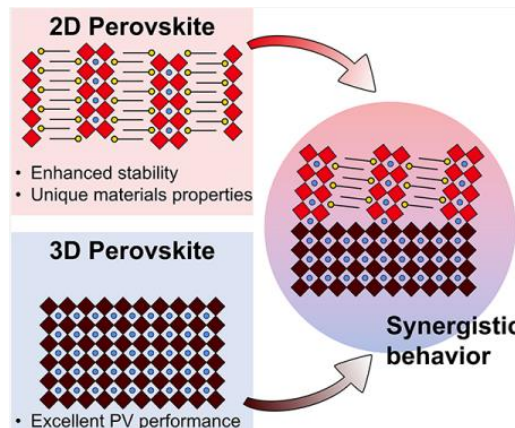 2D Perovskite
• Enhanced stability
• Unique materials properties
3D Perovskite
• Excellent PV performance
Synergistic
behavior